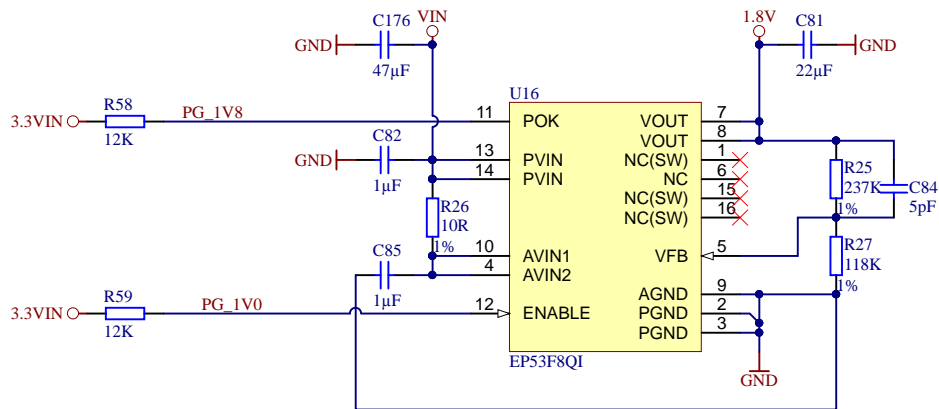 C176
VIN
1.8V
C81
GND
GND
47µF
22µF
U16
R58
PG_1V8
3.3VIN
12K
11
POK
VOUT
7
VOUT
8
C82
GND
1µF
13
PVIN
NC(SW)
1
14
PVIN
NC
6
R25
237K
1%
C84
5pF
NC(SW)
15
R26
10R
1%
NC(SW)
16
R27
118K
1%
C85
1µF
10
AVIN1
VFB
5
4
AVIN2
R59
PG_1V0
AGND
9
3.3VIN
12K
12
ENABLE
PGND
2
PGND
3
EP53F8QI
GND